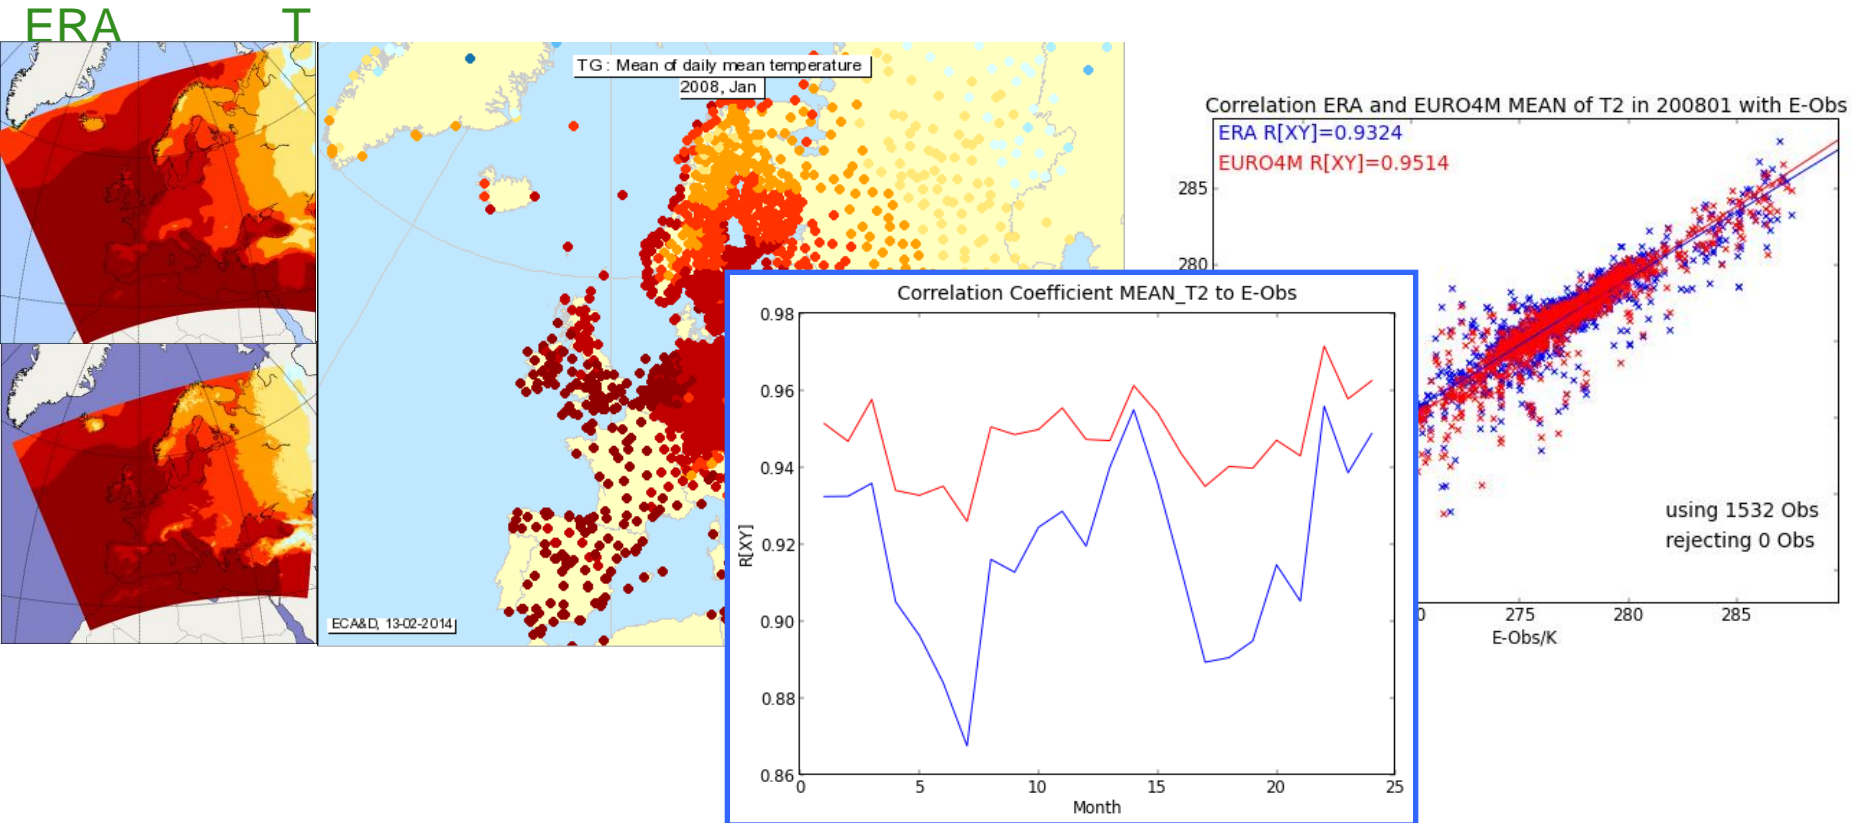 ERA T
TG : Mean of daily mean temperature
2008, Jan
ECA&D, 13-02-2014
Correlation ERA and EURO4M MEAN of T2 in 200801 with E-Obs
ERA R[XY]=0.9324
EURO4M R[XY]=0.9514
285
280
using 1532 Obs
rejecting 0 Obs
0 275 280 285
E-Obs/K
Correlation Coefficient MEAN_T2 to E-Obs
0.98
0.96
0.94
0.92
0.90
0.88
0.86
R[XY]
0 5 10 15 20 25
Month